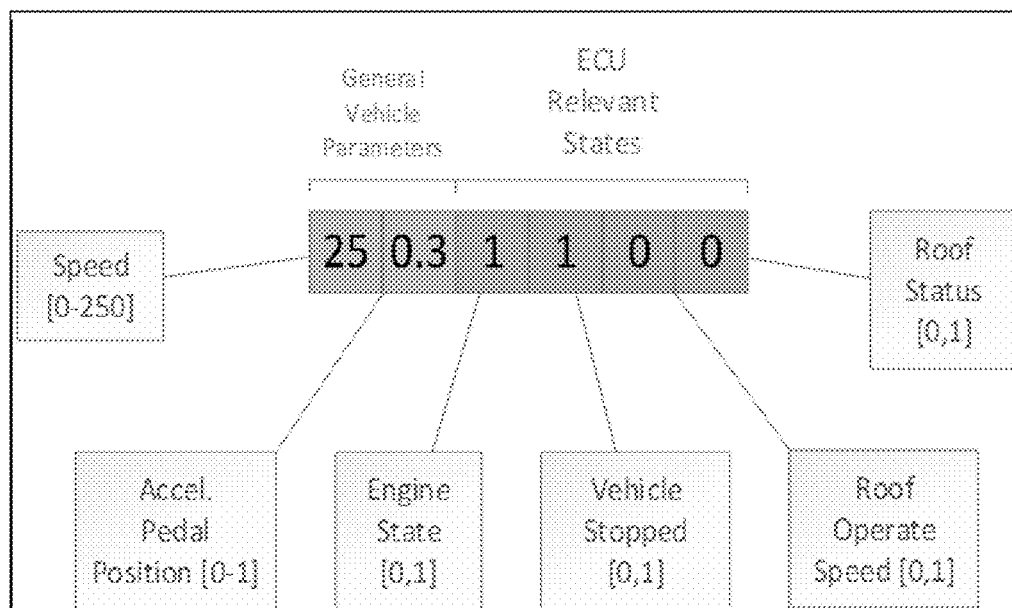 General
Vehicle
Parameters
ECU
Relevant
States
25 0.3 1 1 0 0
Speed
[0-250]
Roof
Status
[0,1]
Accel.
Pedal
Position [0-1]
Engine
State
[0,1]
Vehicle
Stopped
[0,1]
Roof
Operate
Speed [0,1]